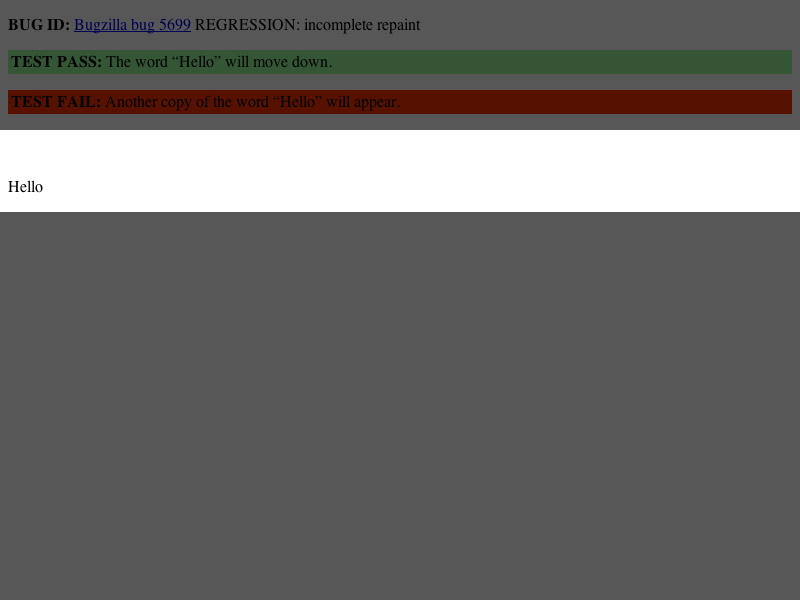 BUG ID: Bugzilla bug 5699 REGRESSION: incomplete repaint
TEST PASS: The word “Hello” will move down.
TEST FAIL: Another copy of the word “Hello” will appear.
Hello